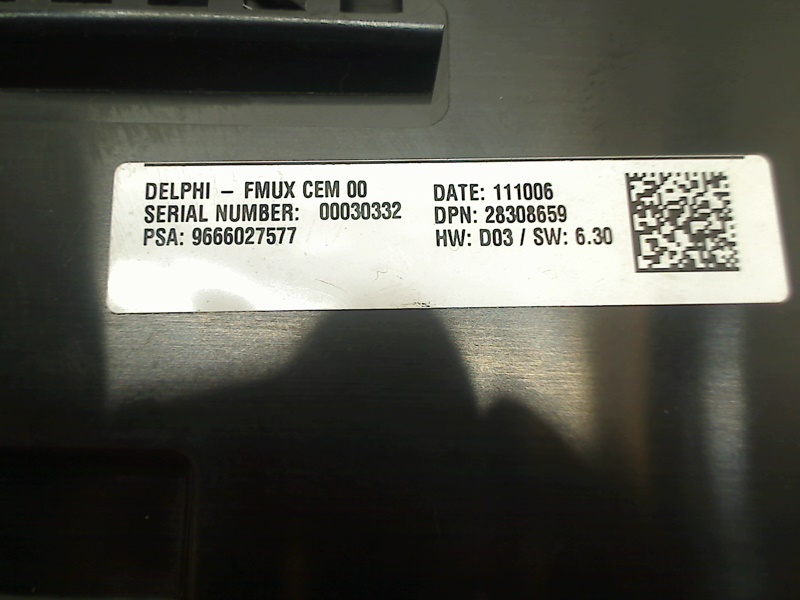 DELPHI – FMUX CEM 00
SERIAL NUMBER: 00030332
PSA: 9666027577
DATE: 111006
DPN: 28308659
HW: D03 / SW: 6.30